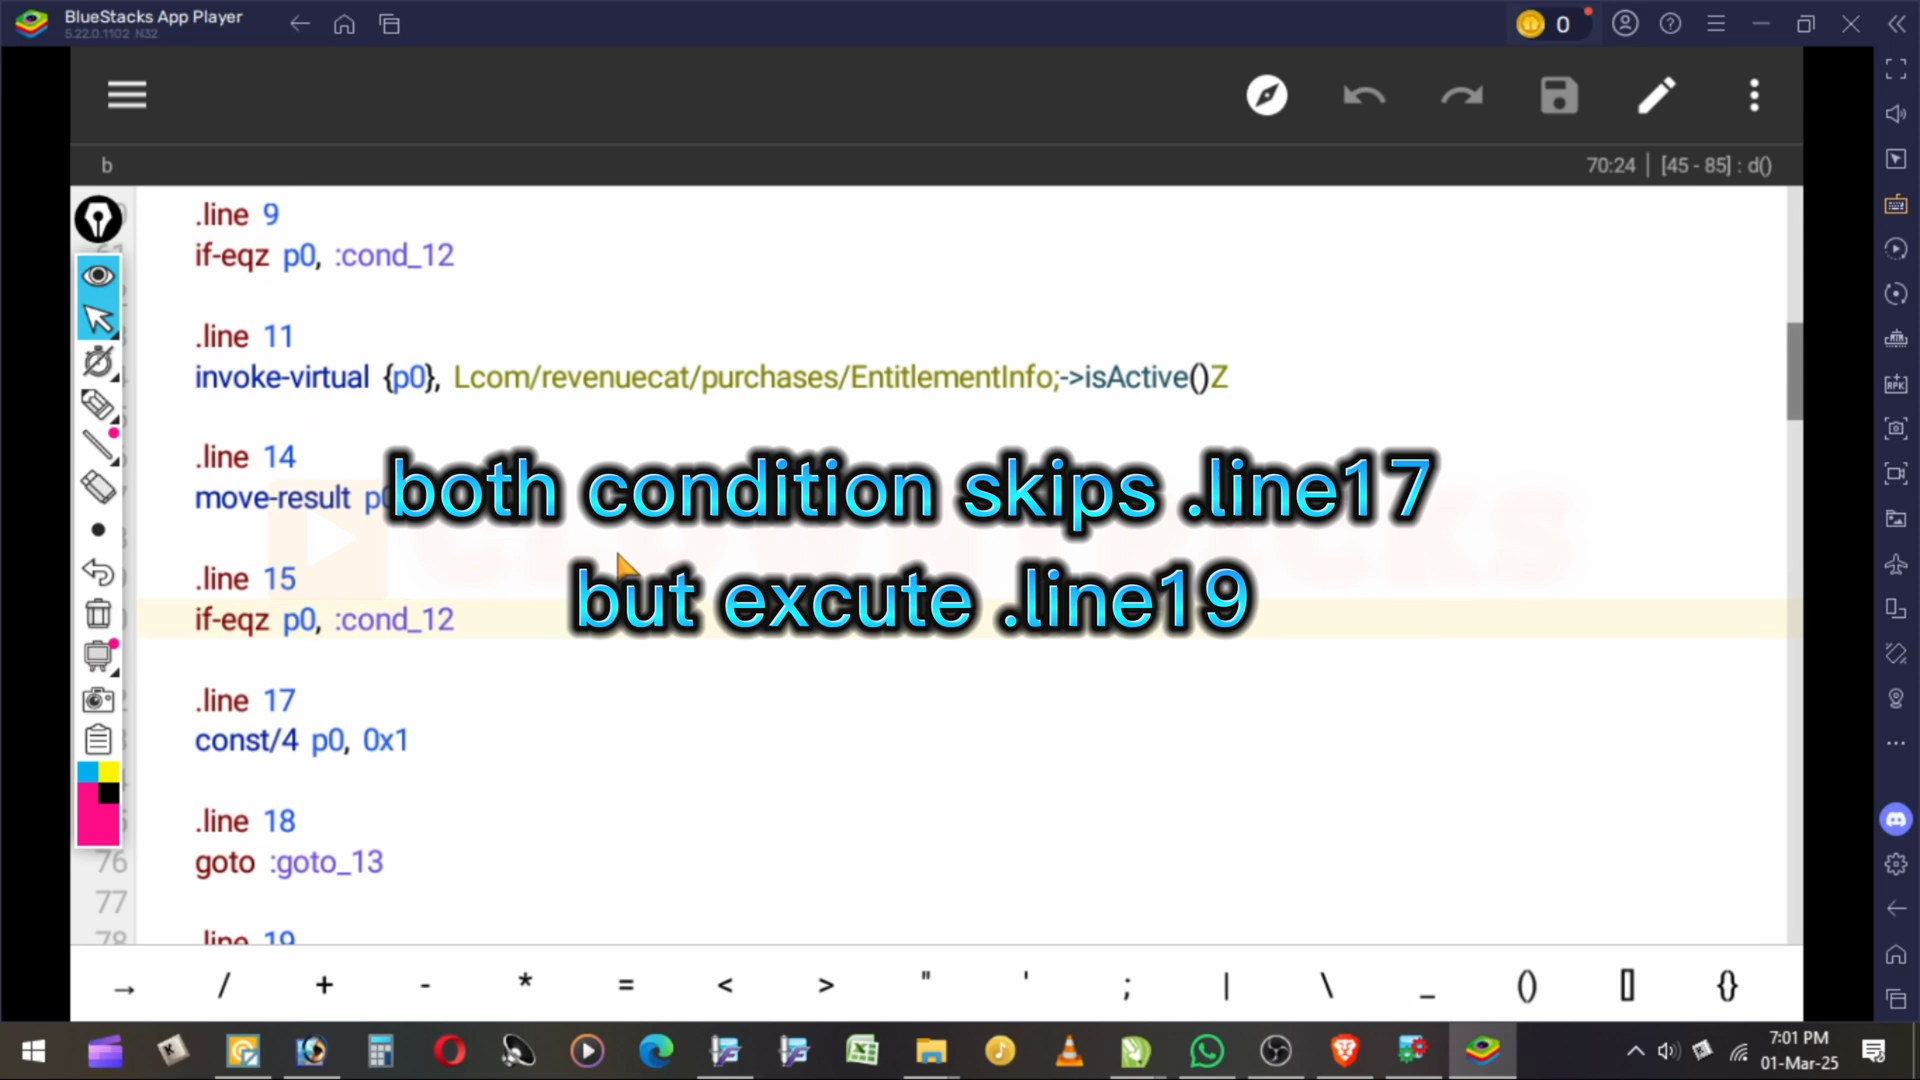 BlueStacks App Player
5.22.0.1102 N32
0
b
70:24 | [45 - 85] : d()
.line 9
if-eqz p0, :cond_12
.line 11
invoke-virtual {p0}, Lcom/revenuecat/purchases/EntitlementInfo;->isActive()Z
.line 14
move-result
both condition skips .line17
.line 15
but excute .line19
if-eqz p0, :cond_12
.line 17
const/4 p0, 0x1
.line 18
76 goto :goto_13
77
78 .line 19
→ / + - * = < > " ' ; | \ _ () [] {}
7:01 PM
01-Mar-25